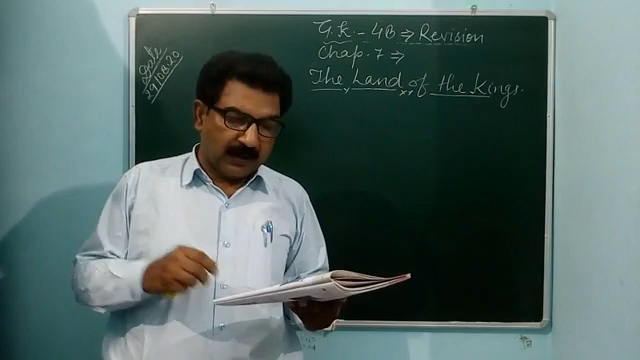 Date
29/08/20
G.K - 4B ⇒ Revision
Chap. 7 ⇒
The Land of the Kings.